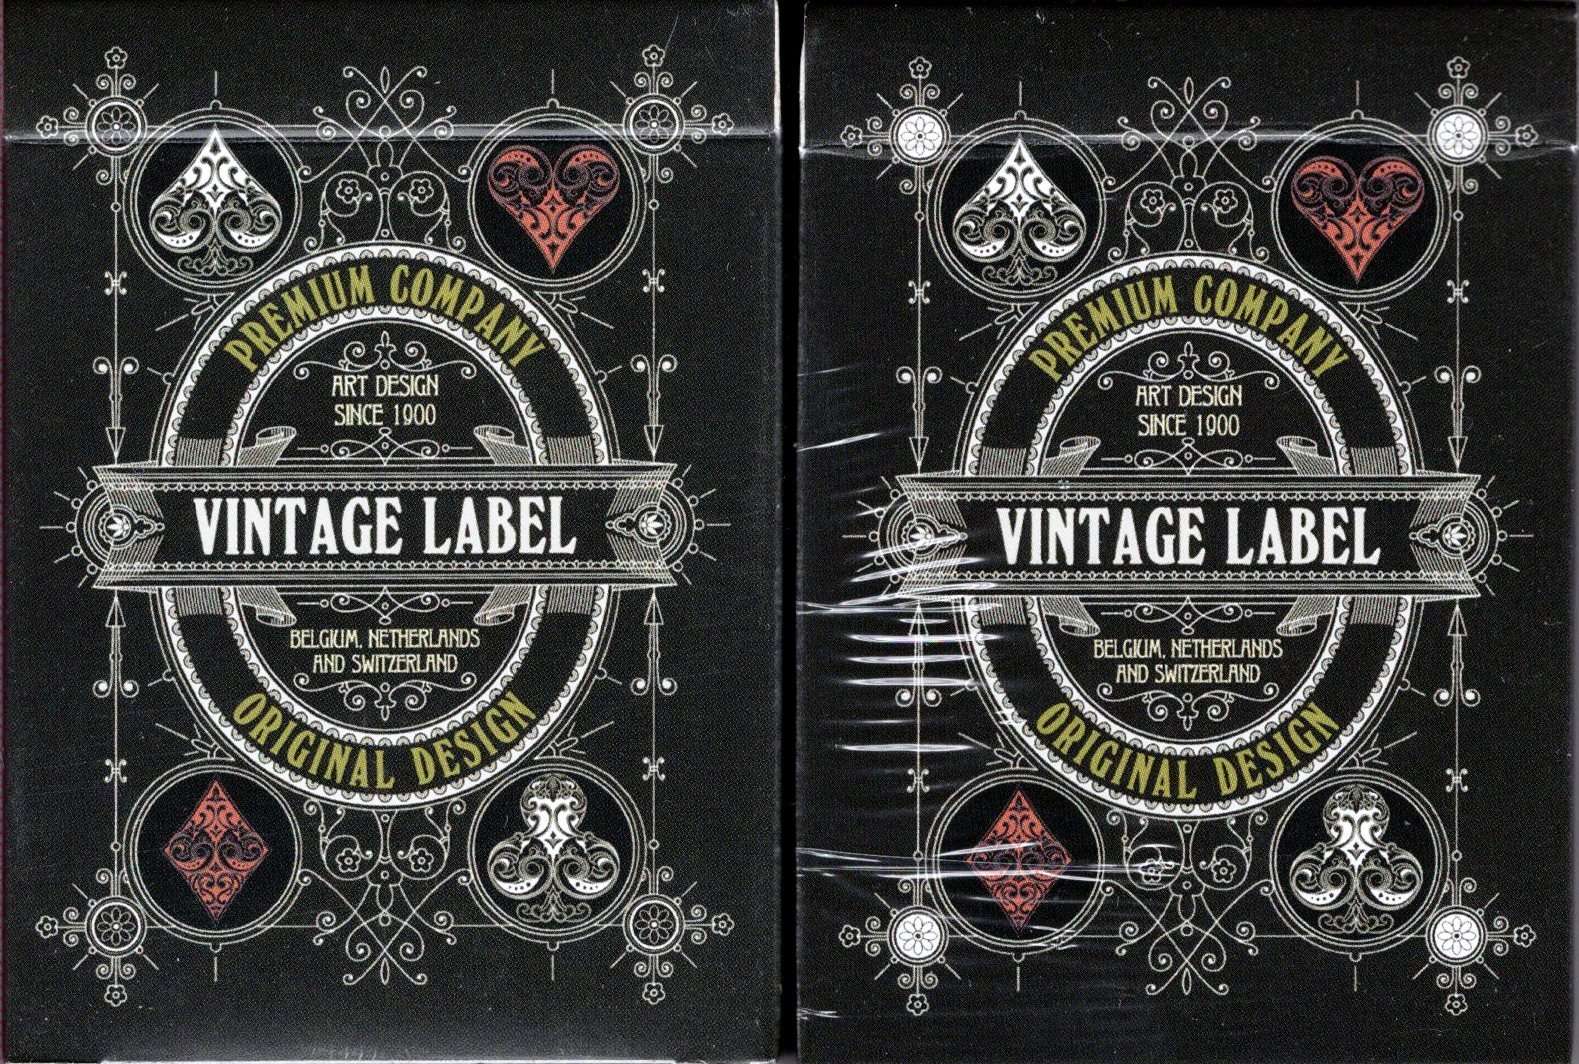 PREMIUM COMPANY
ART DESIGN
SINCE 1900
VINTAGE LABEL
BELGIUM, NETHERLANDS
AND SWITZERLAND
ORIGINAL DESIGN
PREMIUM COMPANY
ART DESIGN
SINCE 1900
VINTAGE LABEL
BELGIUM, NETHERLANDS
AND SWITZERLAND
ORIGINAL DESIGN